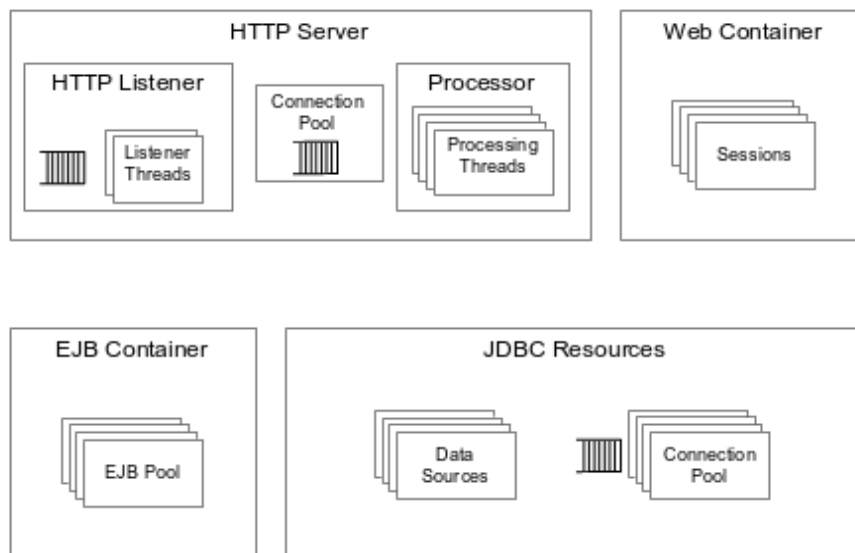 HTTP Server
HTTP Listener
Listener
Threads
Connection
Pool
Processor
Processing
Threads
Web Container
Sessions
EJB Container
EJB Pool
JDBC Resources
Data
Sources
Connection
Pool